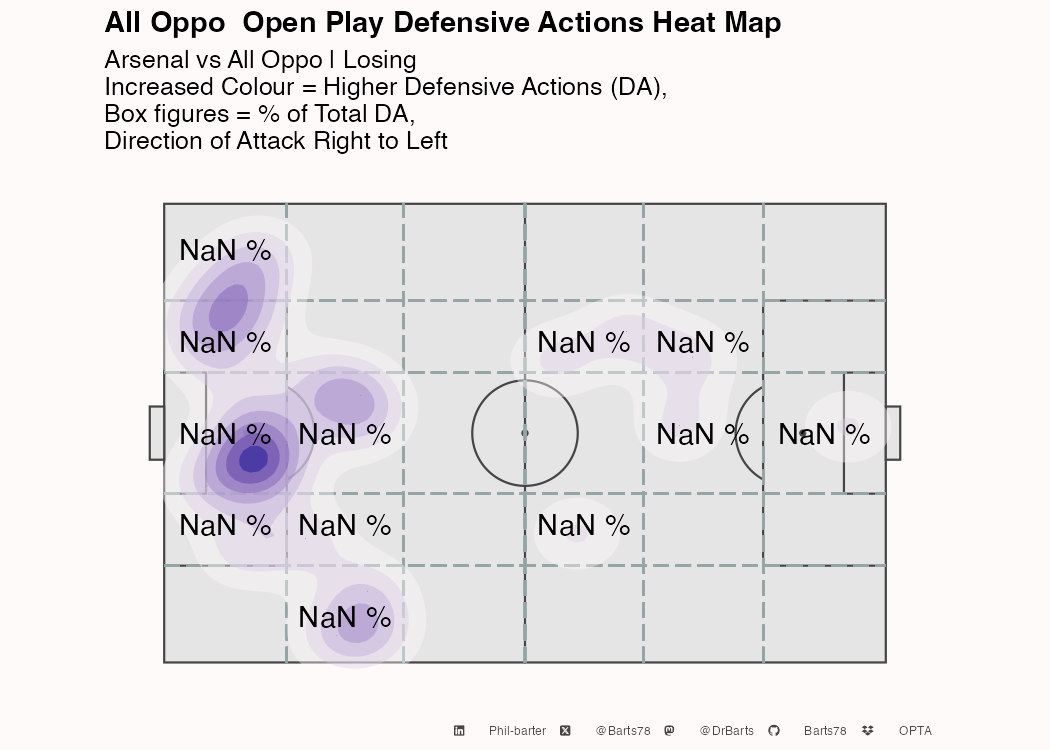 All Oppo  Open Play Defensive Actions Heat Map
Arsenal vs All Oppo | Losing
Increased Colour = Higher Defensive Actions (DA),
Box figures = % of Total DA,
Direction of Attack Right to Left
NaN %
NaN % NaN % NaN %
NaN % NaN % NaN % NaN %
NaN % NaN % NaN %
NaN %
Phil-barter @Barts78 @DrBarts Barts78 OPTA